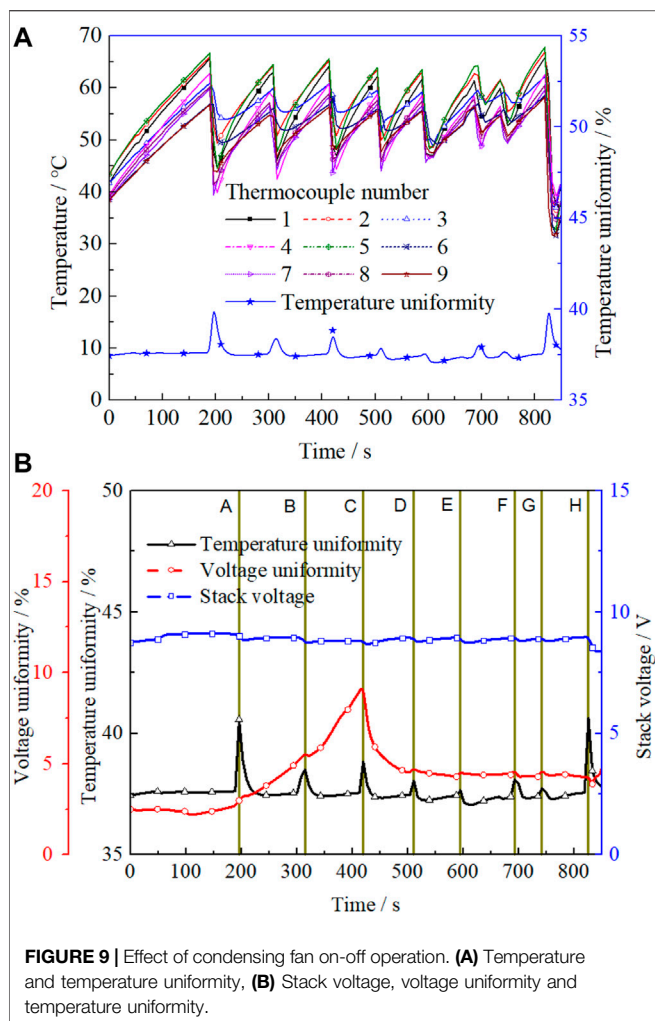 A
70
60
50
40
30
20
10
0
Temperature / °C
55
50
45
40
35
Temperature uniformity / %
Thermocouple number
1 2 3
4 5 6
7 8 9
Temperature uniformity
0 100 200 300 400 500 600 700 800
Time / s
B
20
15
10
5
0
Voltage uniformity / %
50
45
40
35
Temperature uniformity / %
A B C D E F G H
Temperature uniformity
Voltage uniformity
Stack voltage
15
10
5
0
Stack voltage / V
0 100 200 300 400 500 600 700 800
Time / s
FIGURE 9 | Effect of condensing fan on-off operation. (A) Temperature
and temperature uniformity, (B) Stack voltage, voltage uniformity and
temperature uniformity.